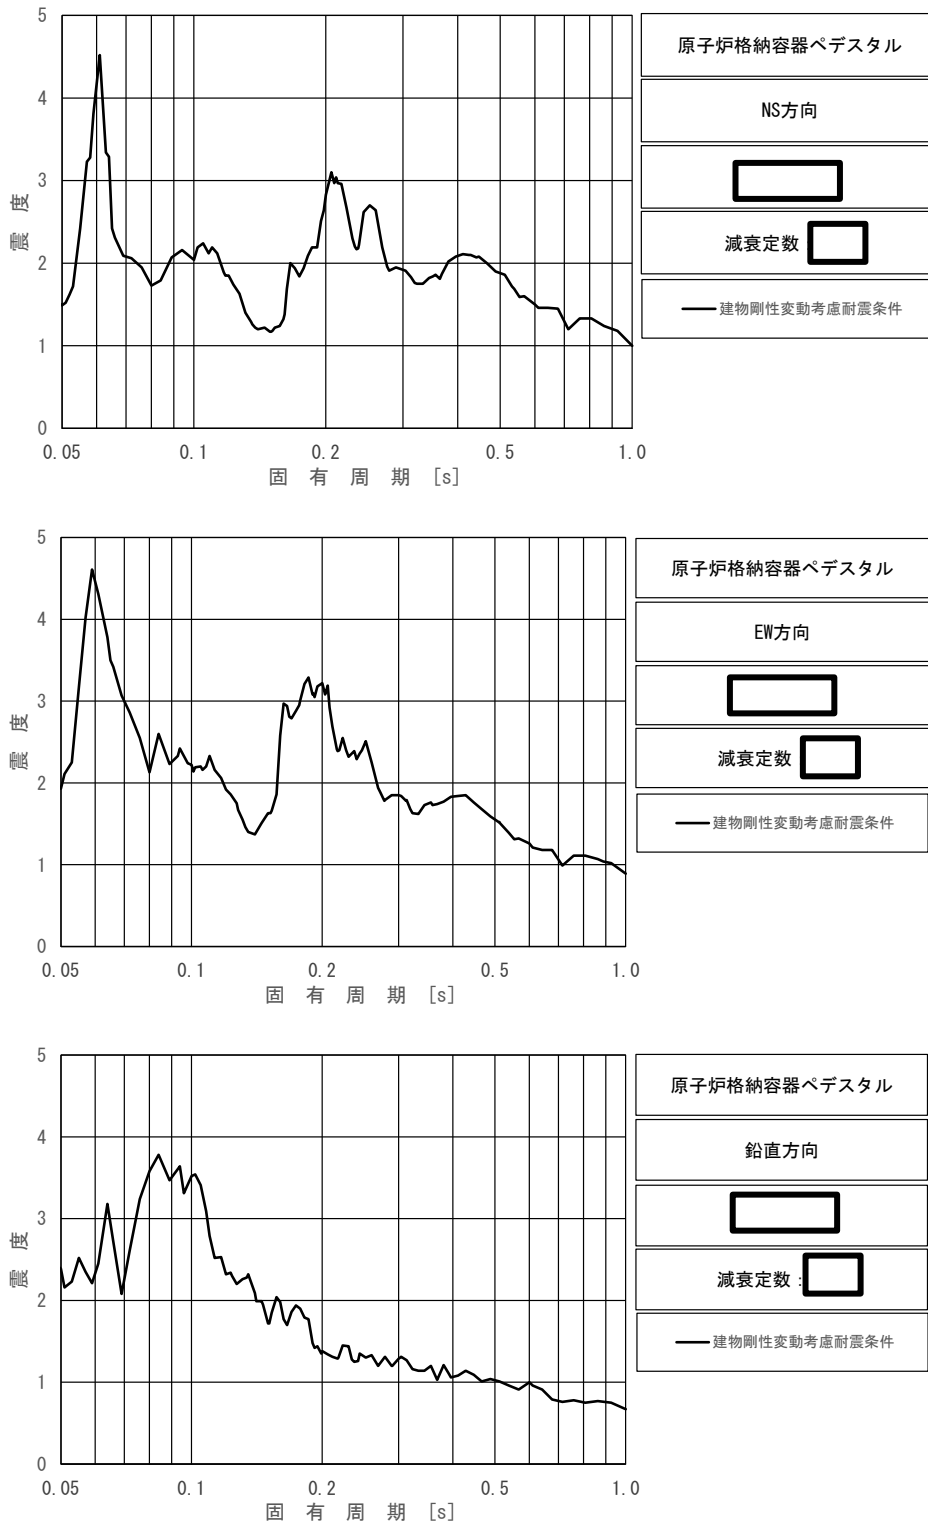 5
4
3
2
1
0
震度
0.05
0.1
0.2
0.5
1.0
固有周期 [s]
原子炉格納容器ペデスタル
NS方向
減衰定数
建物剛性変動考慮耐震条件
5
4
3
2
1
0
震度
0.05
0.1
0.2
0.5
1.0
固有周期 [s]
原子炉格納容器ペデスタル
EW方向
減衰定数
建物剛性変動考慮耐震条件
5
4
3
2
1
0
震度
0.05
0.1
0.2
0.5
1.0
固有周期 [s]
原子炉格納容器ペデスタル
鉛直方向
減衰定数:
建物剛性変動考慮耐震条件